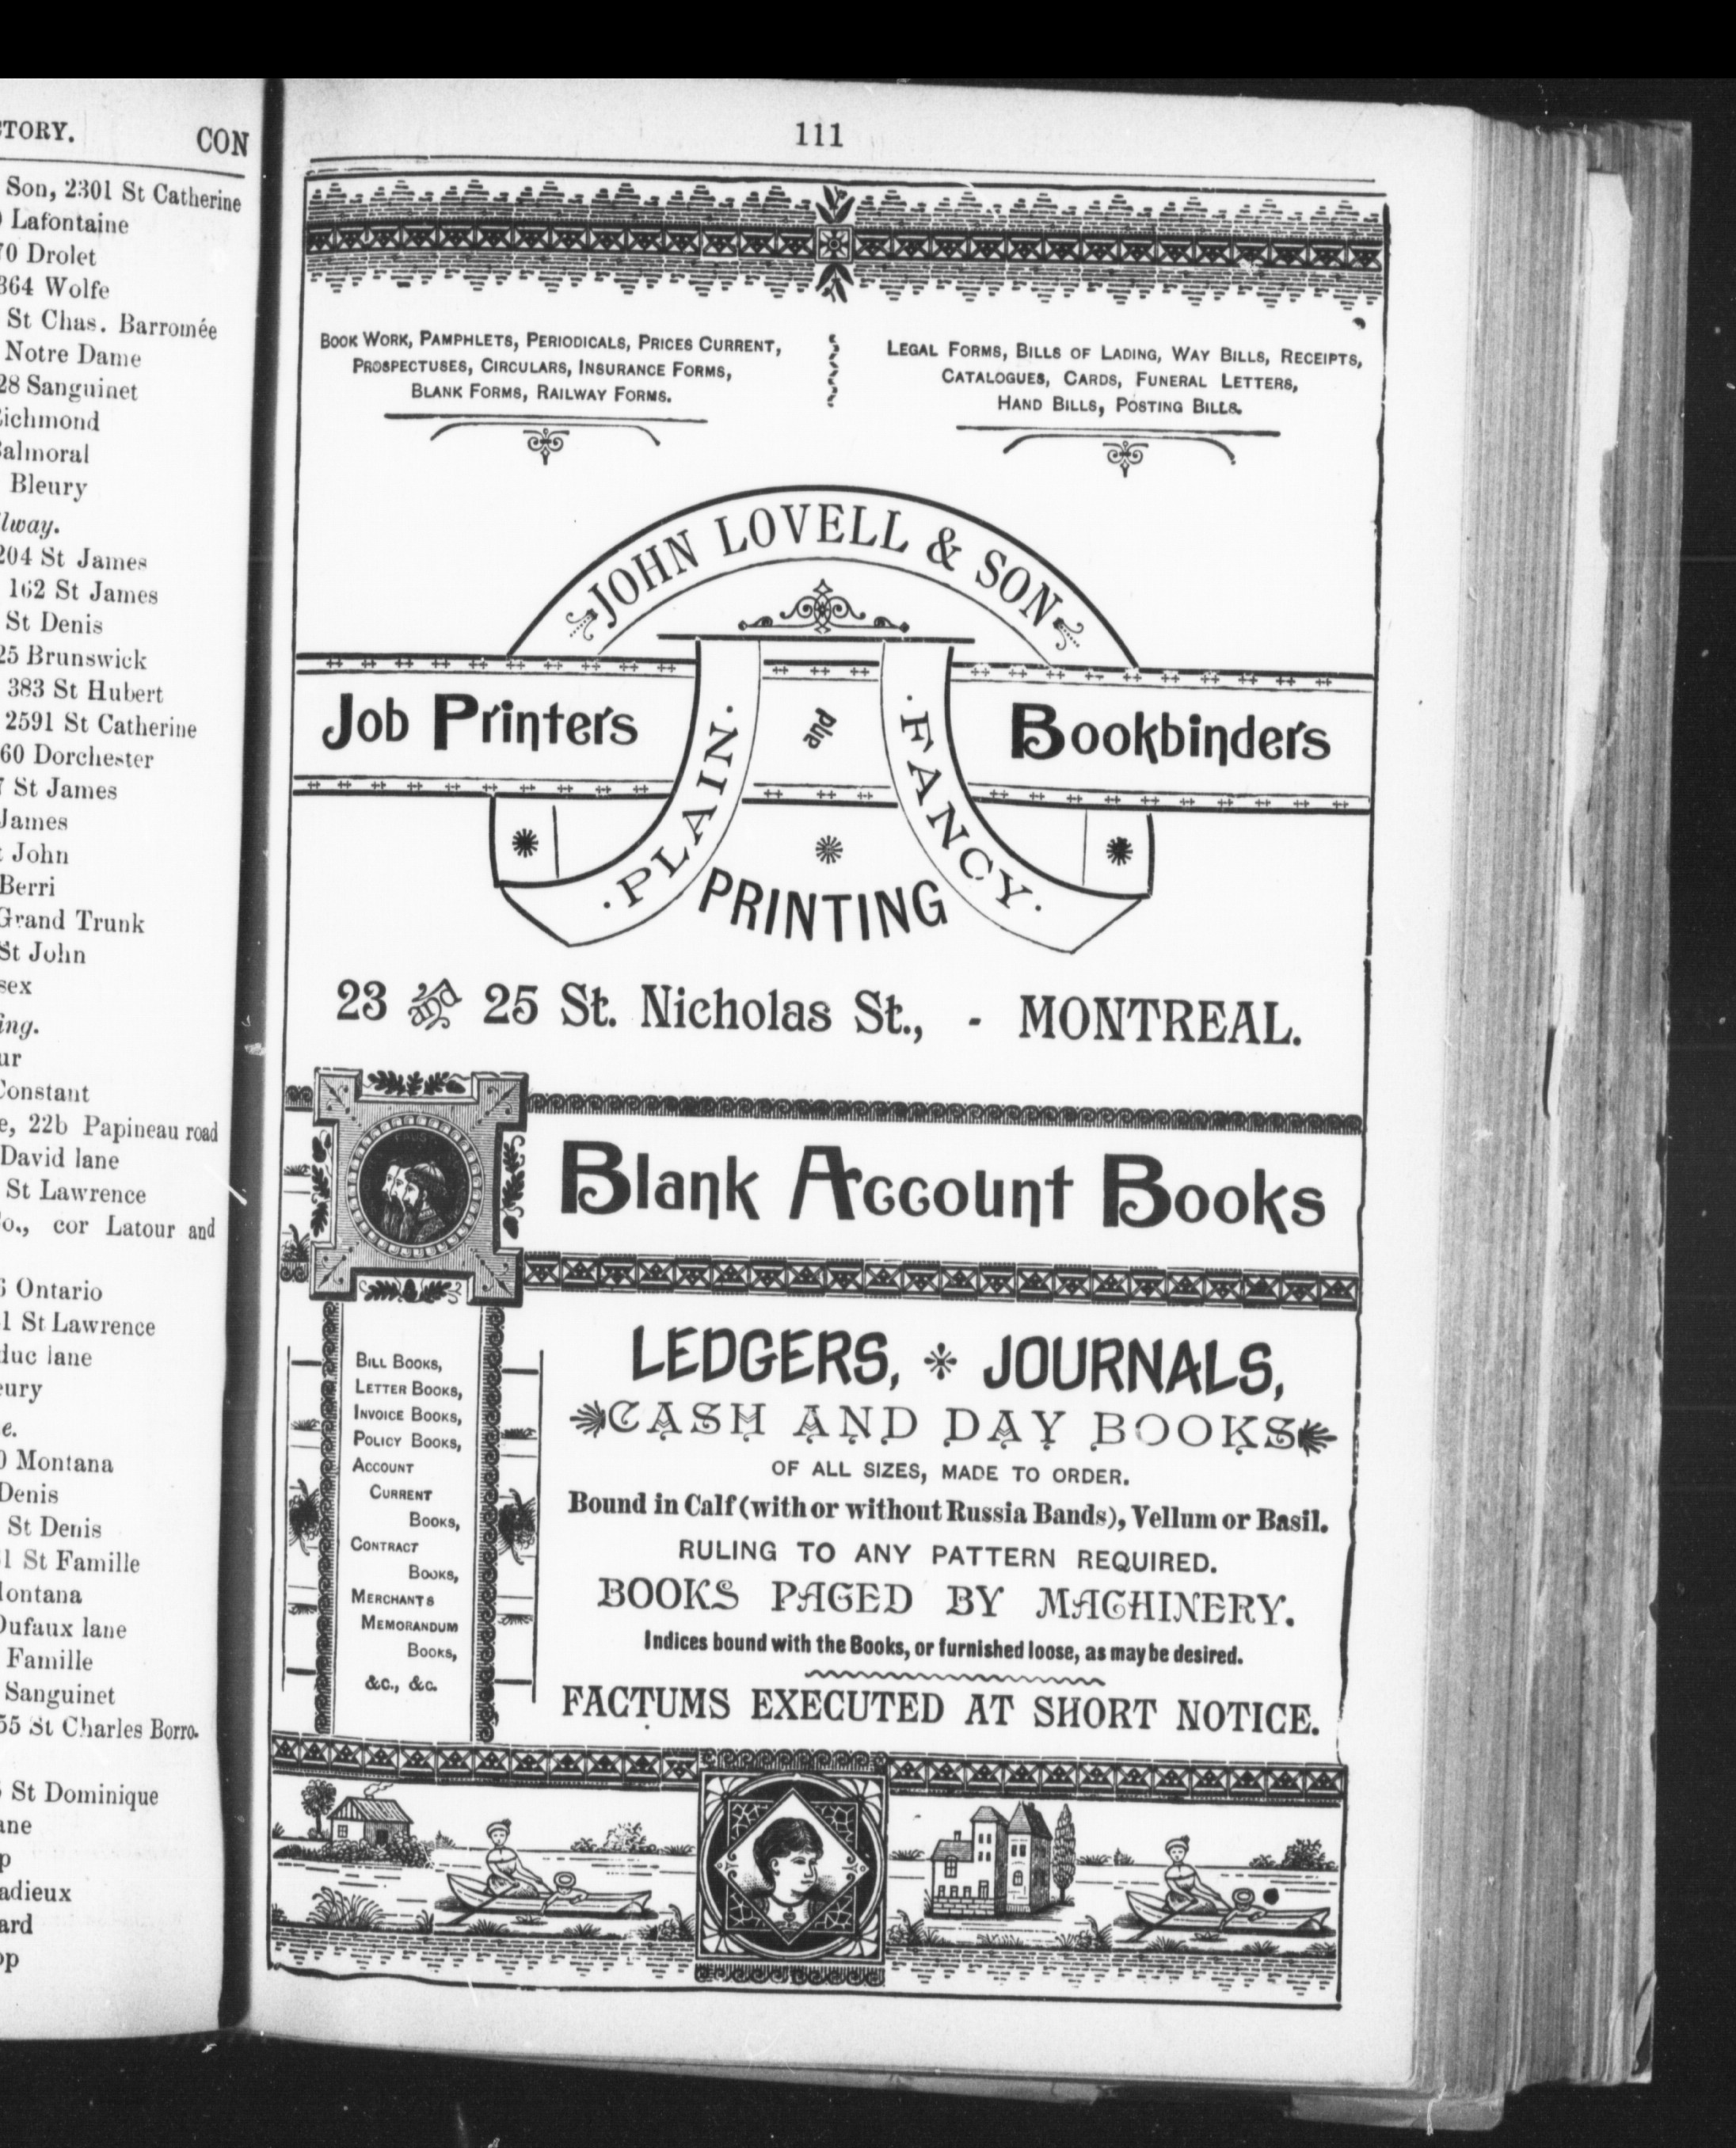 TORY. CON
Son, 2301 St Catherine
Lafontaine
70 Drolet
364 Wolfe
St Chas. Barromée
Notre Dame
28 Sanguinet
Richmond
Balmoral
Bleury
lway.
204 St James
162 St James
St Denis
25 Brunswick
383 St Hubert
2591 St Catherine
60 Dorchester
St James
James
John
Berri
Grand Trunk
St John
sex
ing.
ur
Constant
e, 22b Papineau road
David lane
St Lawrence
Co., cor Latour and
6 Ontario
1 St Lawrence
duc lane
eury
e.
0 Montana
Denis
St Denis
1 St Famille
Montana
Dufaux lane
Famille
Sanguinet
55 St Charles Borro.
St Dominique
ane
p
adieux
ard
op
111
BOOK WORK, PAMPHLETS, PERIODICALS, PRICES CURRENT,
PROSPECTUSES, CIRCULARS, INSURANCE FORMS,
BLANK FORMS, RAILWAY FORMS.
LEGAL FORMS, BILLS OF LADING, WAY BILLS, RECEIPTS,
CATALOGUES, CARDS, FUNERAL LETTERS,
HAND BILLS, POSTING BILLS.
JOHN LOVELL & SON
Job Printers and Bookbinders
·PLAIN· ·FANCY·
PRINTING
23 and 25 St. Nicholas St., - MONTREAL.
FAUST
Blank Account Books
BILL BOOKS,
LETTER BOOKS,
INVOICE BOOKS,
POLICY BOOKS,
ACCOUNT
CURRENT
BOOKS,
CONTRACT
BOOKS,
MERCHANTS
MEMORANDUM
BOOKS,
&C., &C.
LEDGERS, JOURNALS,
CASH AND DAY BOOKS
OF ALL SIZES, MADE TO ORDER.
Bound in Calf (with or without Russia Bands), Vellum or Basil.
RULING TO ANY PATTERN REQUIRED.
BOOKS PAGED BY MACHINERY.
Indices bound with the Books, or furnished loose, as may be desired.
FACTUMS EXECUTED AT SHORT NOTICE.